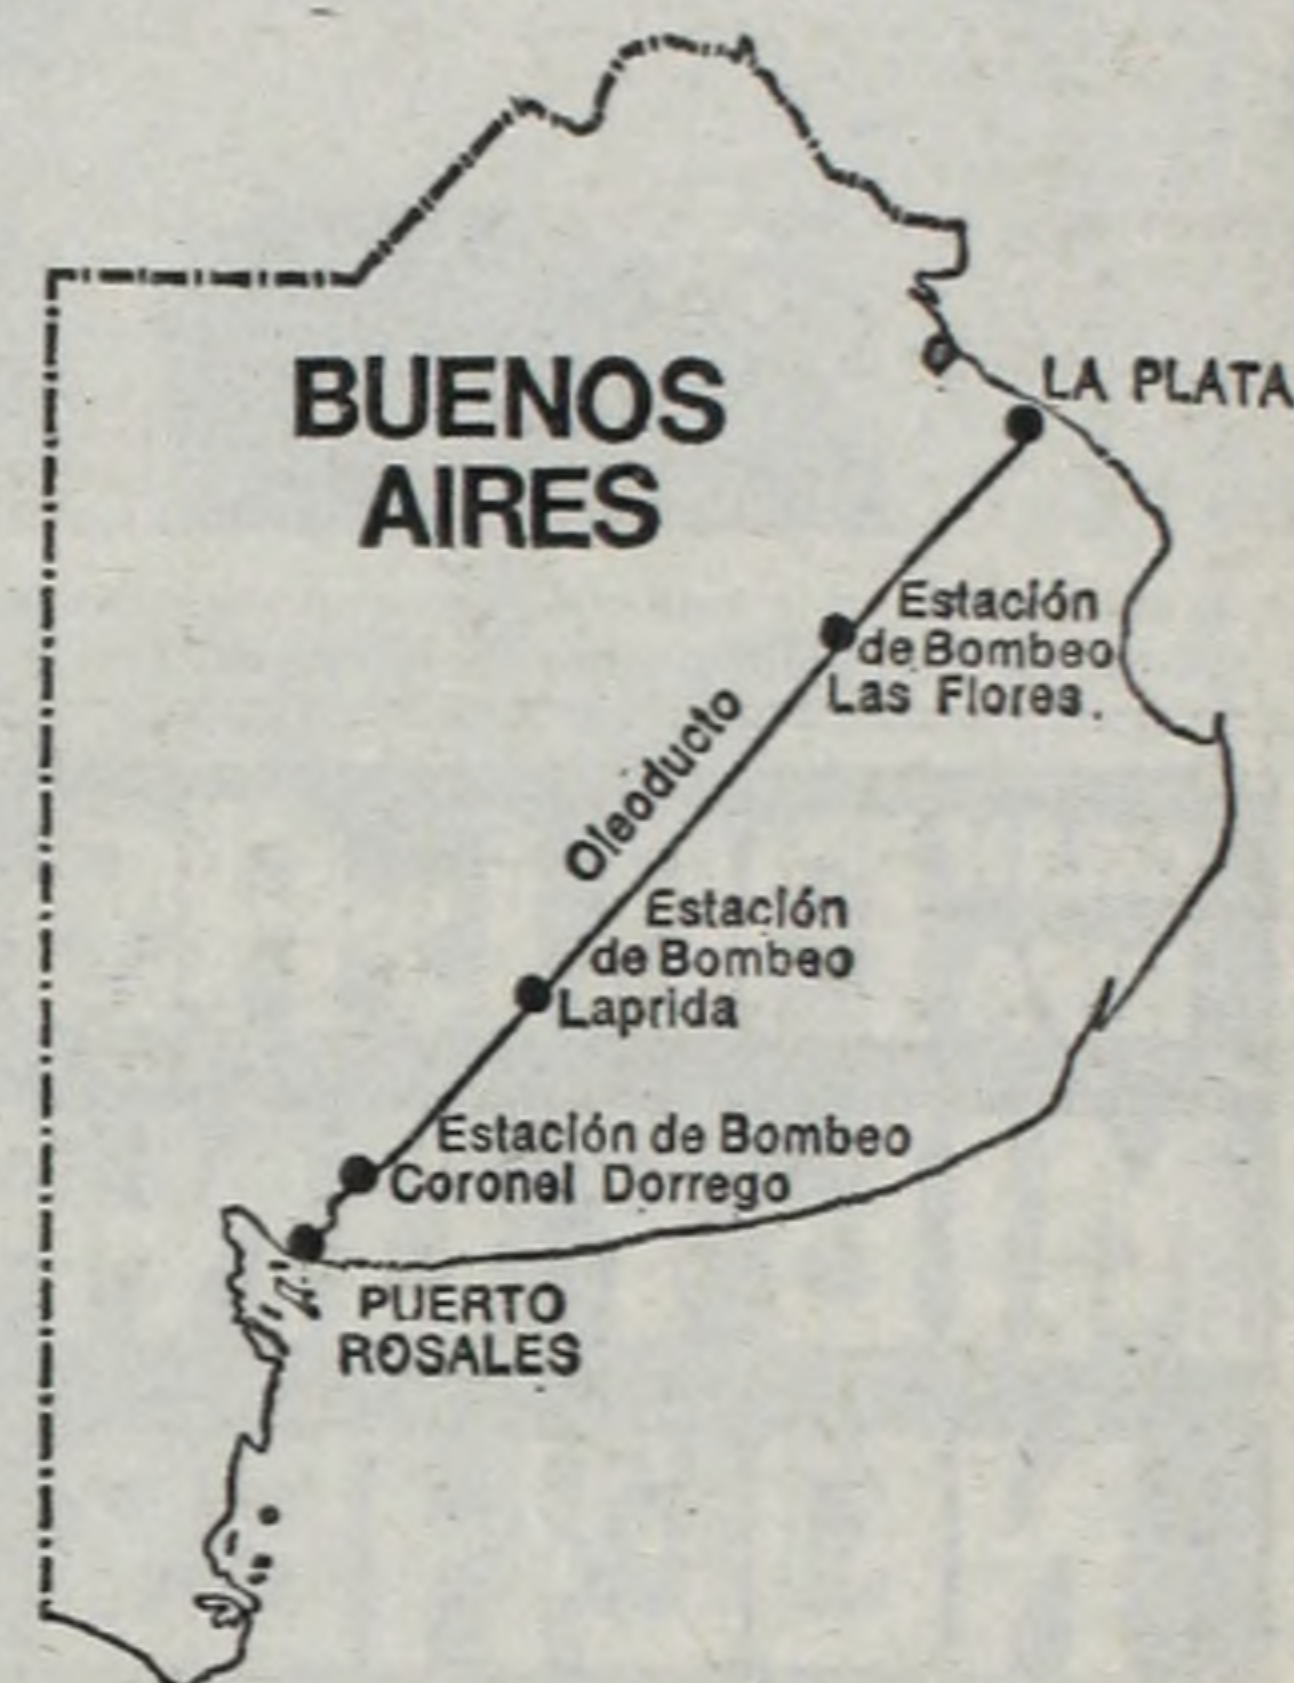 BUENOS
AIRES
LA PLATA
Estación
de Bombeo
Las Flores.
Oleoducto
Estación
de Bombeo
Laprida
Estación de Bombeo
Coronel Dorrego
PUERTO
ROSALES